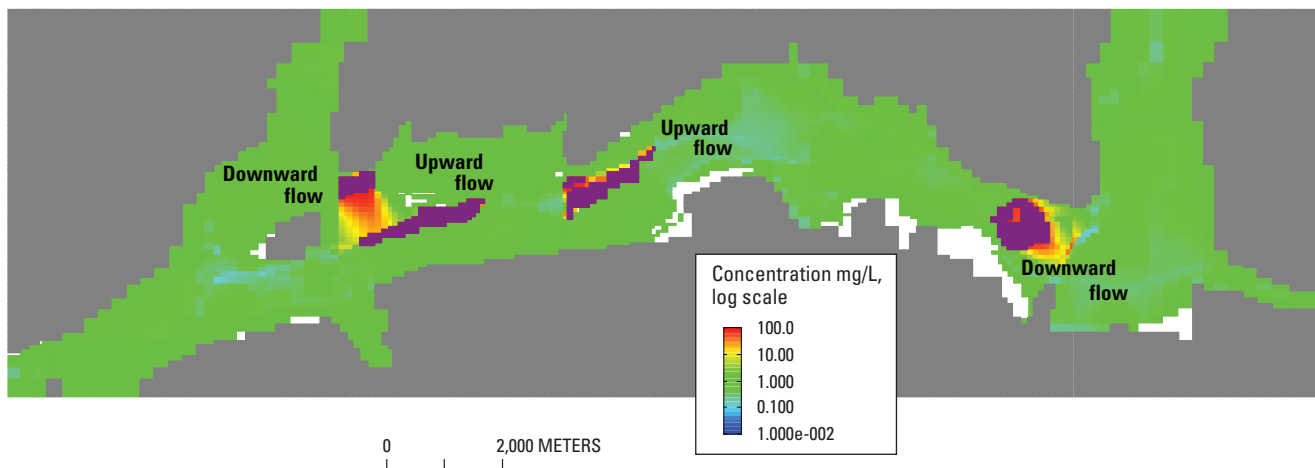 Downward
flow
Upward
flow
Upward
flow
Downward
flow
Concentration mg/L,
log scale
100.0
10.00
1.000
0.100
1.000e-002
0 2,000 METERS